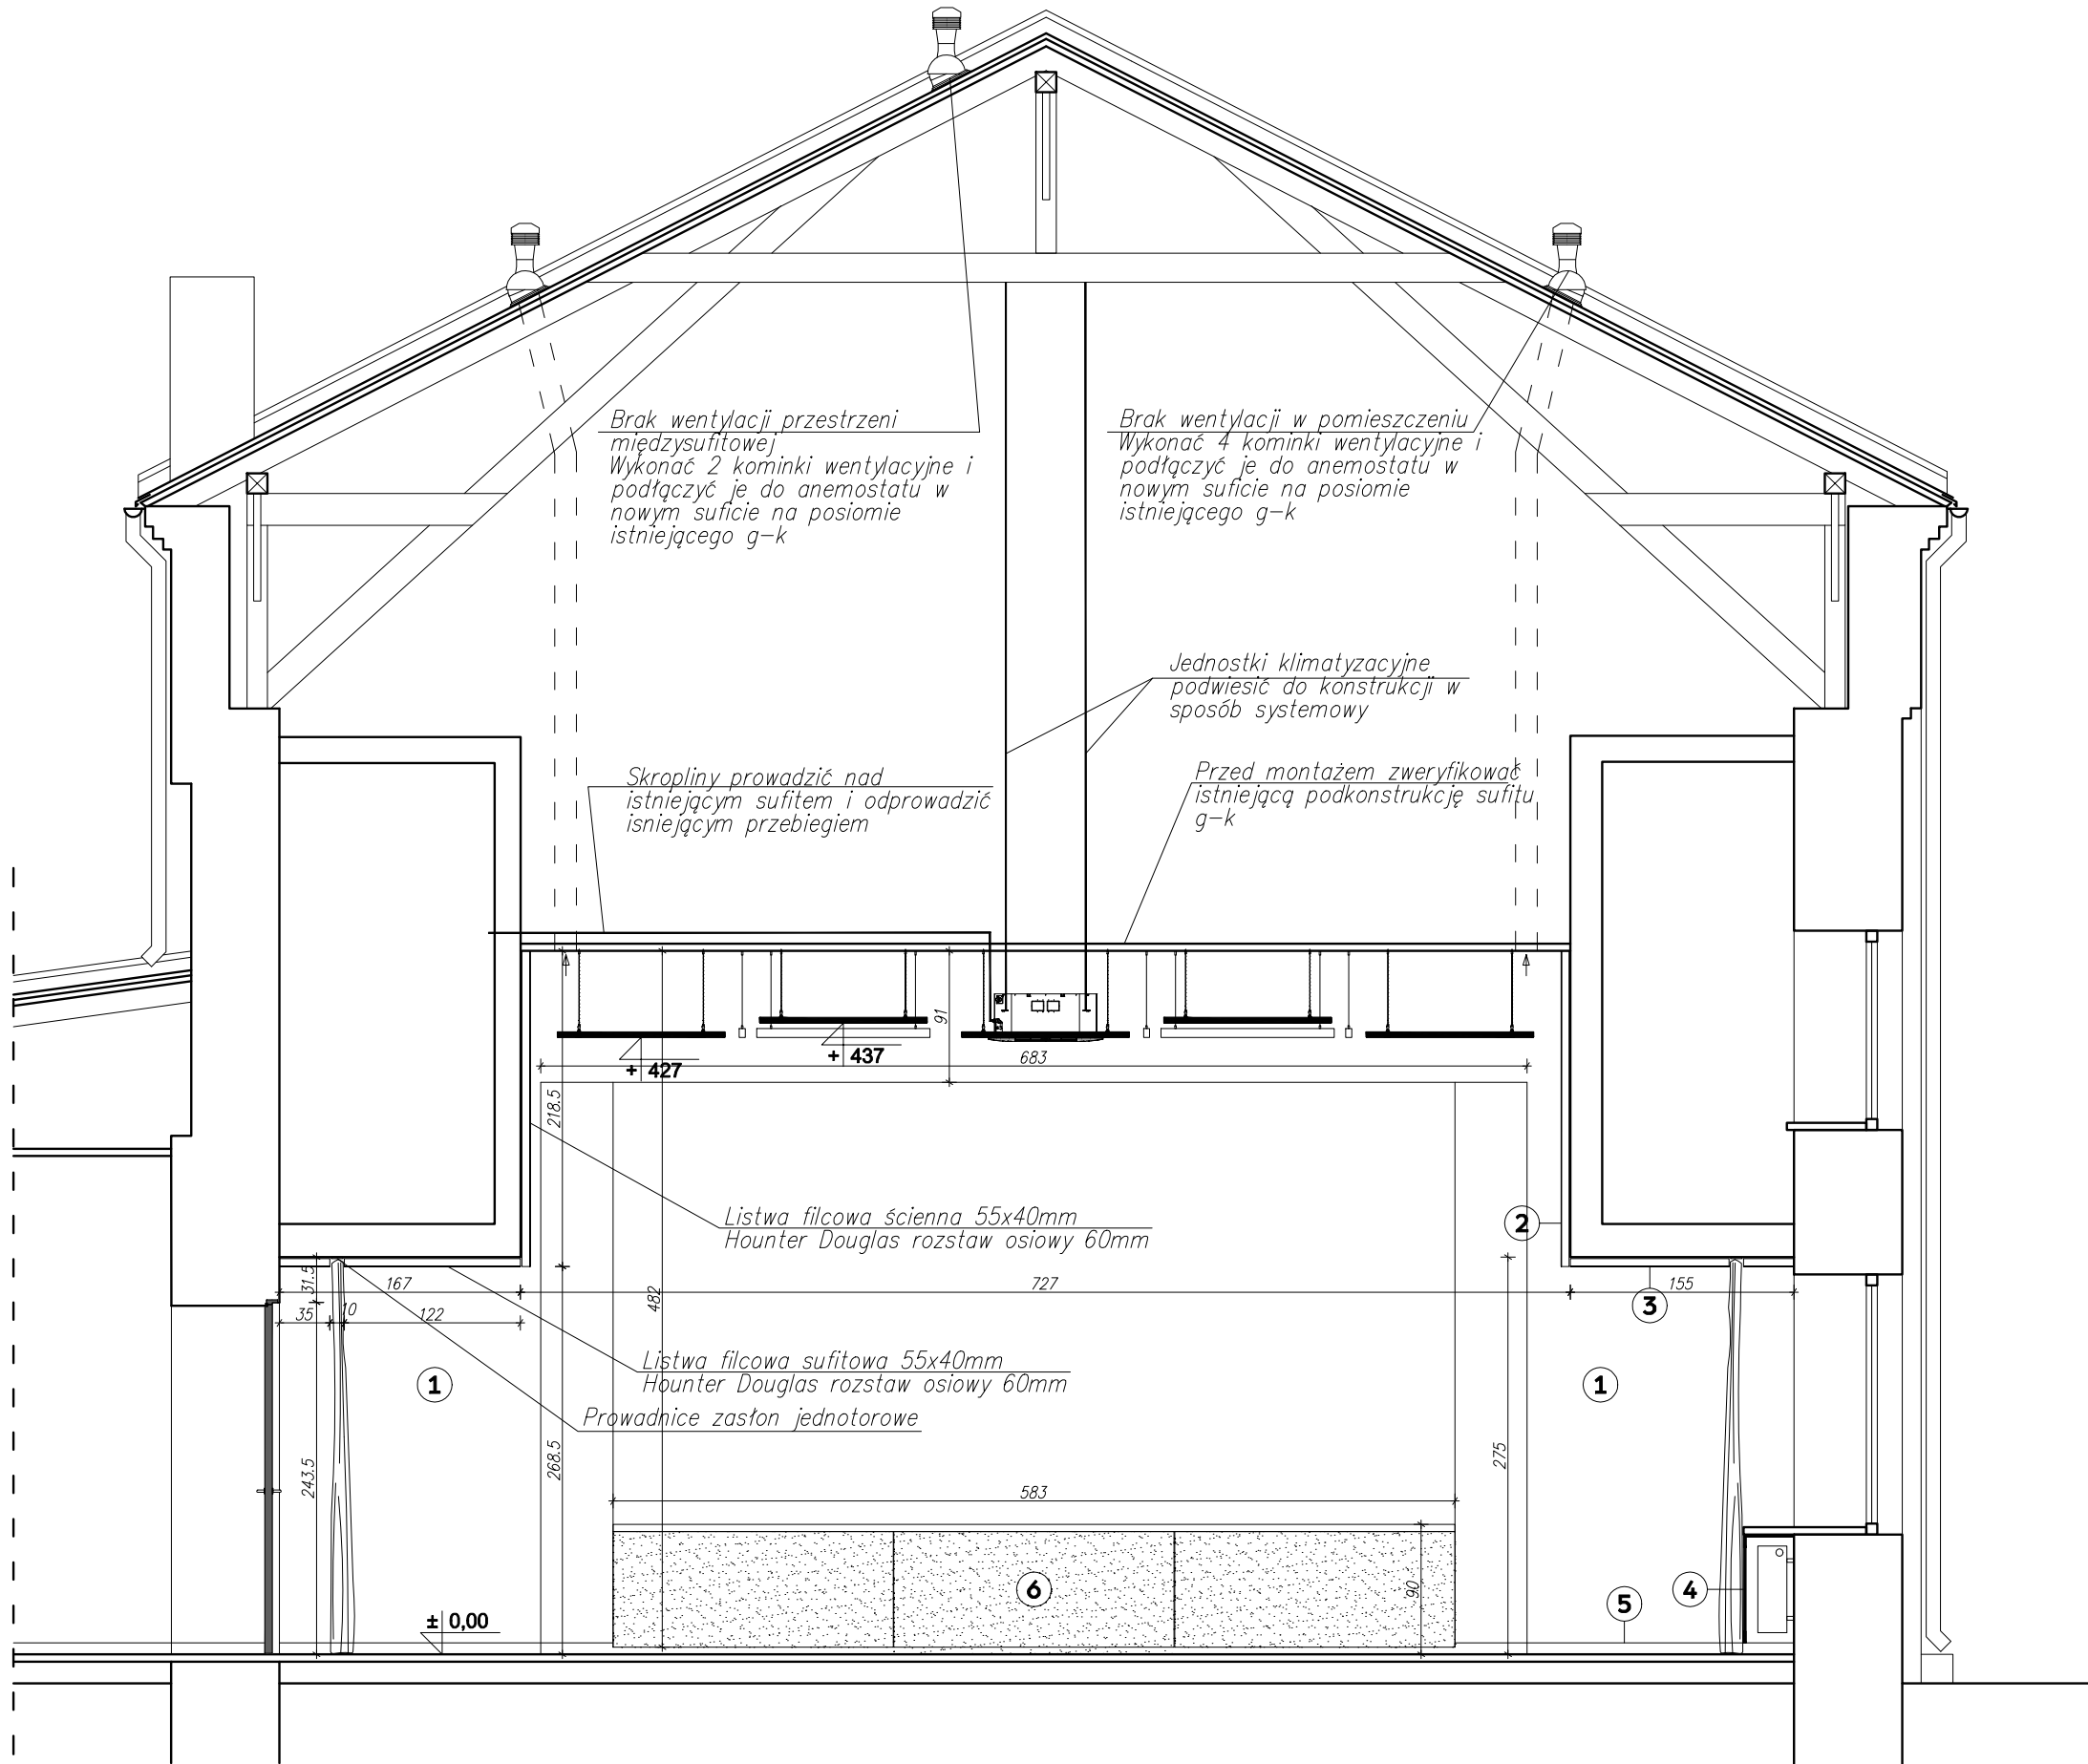 Brak wentylacji przestrzeni
międzysufitowej
Wykonać 2 kominki wentylacyjne i
podłączyć je do anemostatu w
nowym suficie na posiomie
istniejącego g-k
Brak wentylacji w pomieszczeniu
Wykonać 4 kominki wentylacyjne i
podłączyć je do anemostatu w
nowym suficie na posiomie
istniejącego g-k
Jednostki klimatyzacyjne
podwiesić do konstrukcji w
sposób systemowy
Skropliny prowadzić nad
istniejącym sufitem i odprowadzić
isniejącym przebiegiem
Przed montażem zweryfikować
istniejącą podkonstrukcję sufitu
g-k
91
+ 437
+ 427
683
218.5
Listwa filcowa ścienna 55x40mm
Hounter Douglas rozstaw osiowy 60mm
2
31.5
167
482
727
155
3
35
10
122
Listwa filcowa sufitowa 55x40mm
Hounter Douglas rozstaw osiowy 60mm
1
1
Prowadnice zasłon jednotorowe
243.5
268.5
275
583
6
90
5
4
± 0,00